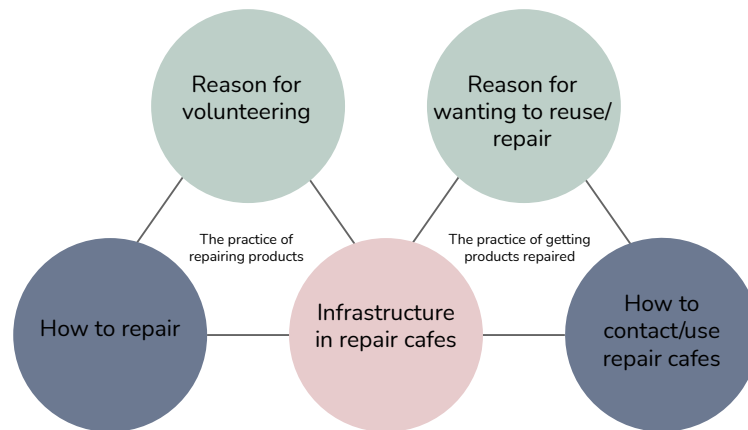 Reason for
volunteering
Reason for
wanting to reuse/
repair
The practice of
repairing products
The practice of getting
products repaired
How to repair
Infrastructure
in repair cafes
How to
contact/use
repair cafes